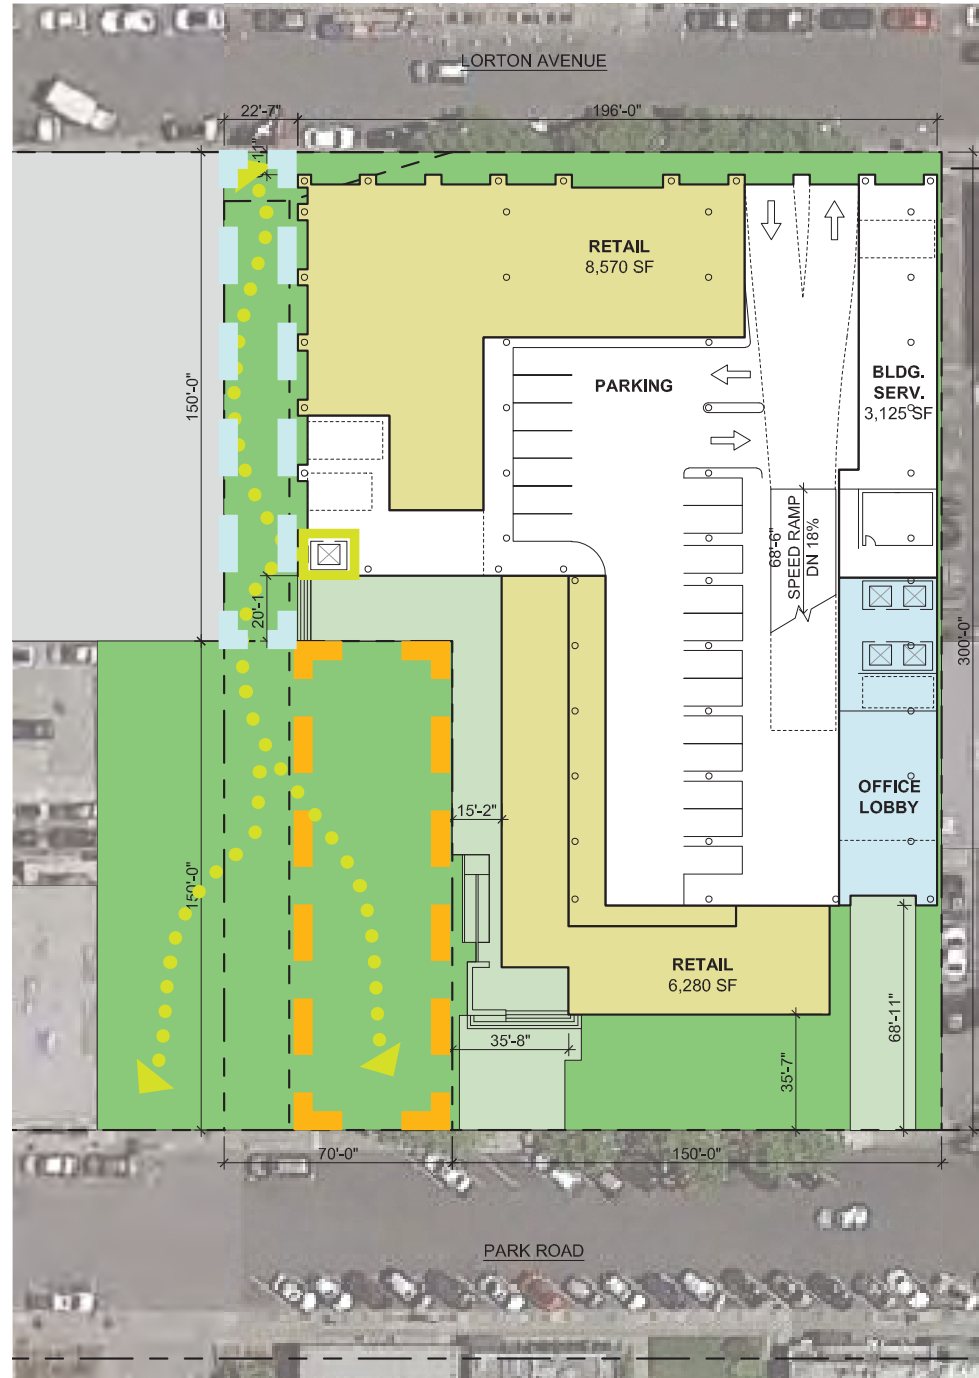 LORTON AVENUE
22'-7"
196'-0"
RETAIL
8,570 SF
150'-0"
PARKING
BLDG.
SERV.
3,125 SF
68'-6"
SPEED RAMP
DN 18%
20'-1
300'-0"
OFFICE
LOBBY
15'-2"
150'-0"
RETAIL
6,280 SF
68'-11"
35'-8"
35'-7"
70'-0"
150'-0"
PARK ROAD